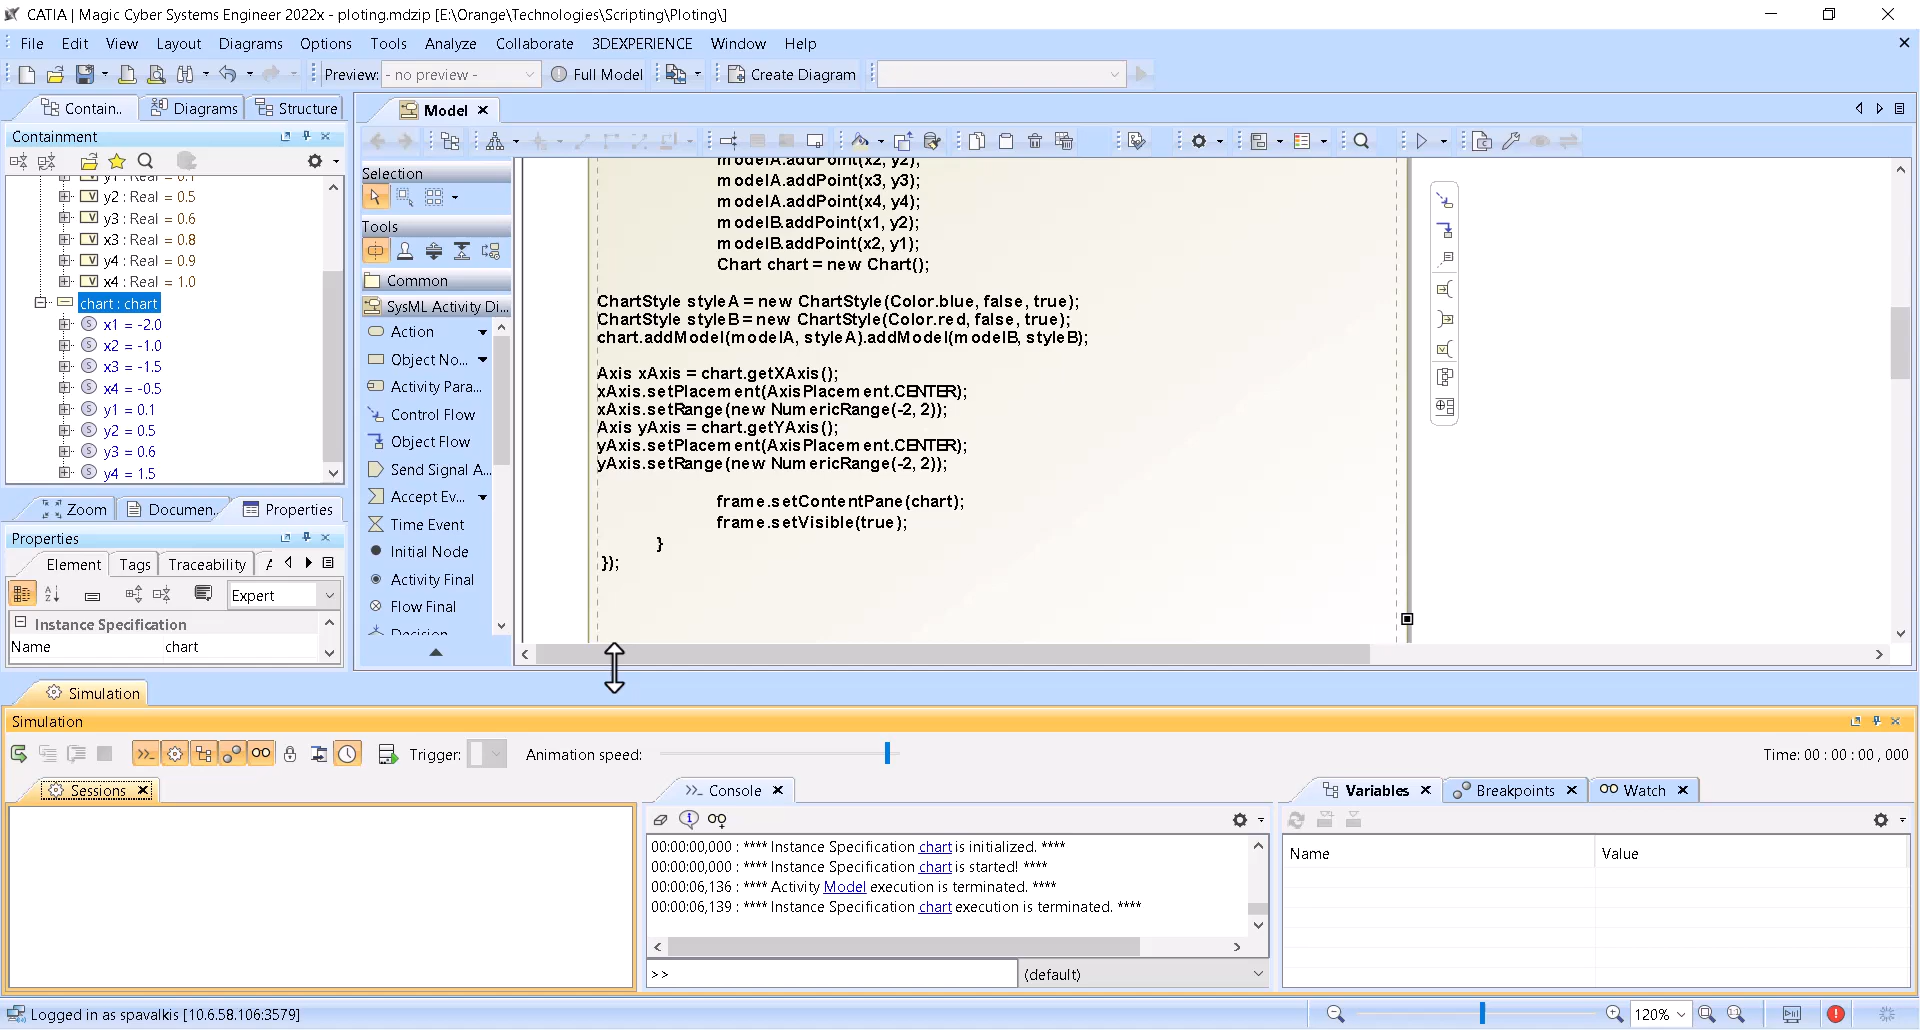 CATIA | Magic Cyber Systems Engineer 2022x - ploting.mdzip [E:\Orange\Technologies\Scripting\Ploting\]
File Edit View Layout Diagrams Options Tools Analyze Collaborate 3DEXPERIENCE Window Help
Preview: - no preview - Full Model Create Diagram
Contain.. Diagrams Structure
Model
Containment
y1 : Real = 0.1
y2 : Real = 0.5
y3 : Real = 0.6
x3 : Real = 0.8
y4 : Real = 0.9
x4 : Real = 1.0
chart : chart
x1 = -2.0
x2 = -1.0
x3 = -1.5
x4 = -0.5
y1 = 0.1
y2 = 0.5
y3 = 0.6
y4 = 1.5
Zoom Documen.. Properties
Properties
Element Tags Traceability
Expert
Instance Specification
Name chart
Selection
Tools
Common
SysML Activity Di...
Action
Object No...
Activity Para...
Control Flow
Object Flow
Send Signal A...
Accept Ev...
Time Event
Initial Node
Activity Final
Flow Final
Decision
modelA.addPoint(x2, y2);
modelA.addPoint(x3, y3);
modelA.addPoint(x4, y4);
modelB.addPoint(x1, y2);
modelB.addPoint(x2, y1);
Chart chart = new Chart();
ChartStyle styleA = new ChartStyle(Color.blue, false, true);
ChartStyle styleB = new ChartStyle(Color.red, false, true);
chart.addModel(modelA, styleA).addModel(modelB, styleB);
Axis xAxis = chart.getXAxis();
xAxis.setPlacement(AxisPlacement.CENTER);
xAxis.setRange(new NumericRange(-2, 2));
Axis yAxis = chart.getYAxis();
yAxis.setPlacement(AxisPlacement.CENTER);
yAxis.setRange(new NumericRange(-2, 2));
frame.setContentPane(chart);
frame.setVisible(true);
}
});
Simulation
Simulation
Trigger: Animation speed: Time: 00 : 00 : 00 , 000
Sessions
Console
00:00:00,000 : **** Instance Specification chart is initialized. ****
00:00:00,000 : **** Instance Specification chart is started! ****
00:00:06,136 : **** Activity Model execution is terminated. ****
00:00:06,139 : **** Instance Specification chart execution is terminated. ****
>> (default)
Variables Breakpoints Watch
Name Value
Logged in as spavalkis [10.6.58.106:3579]
120%